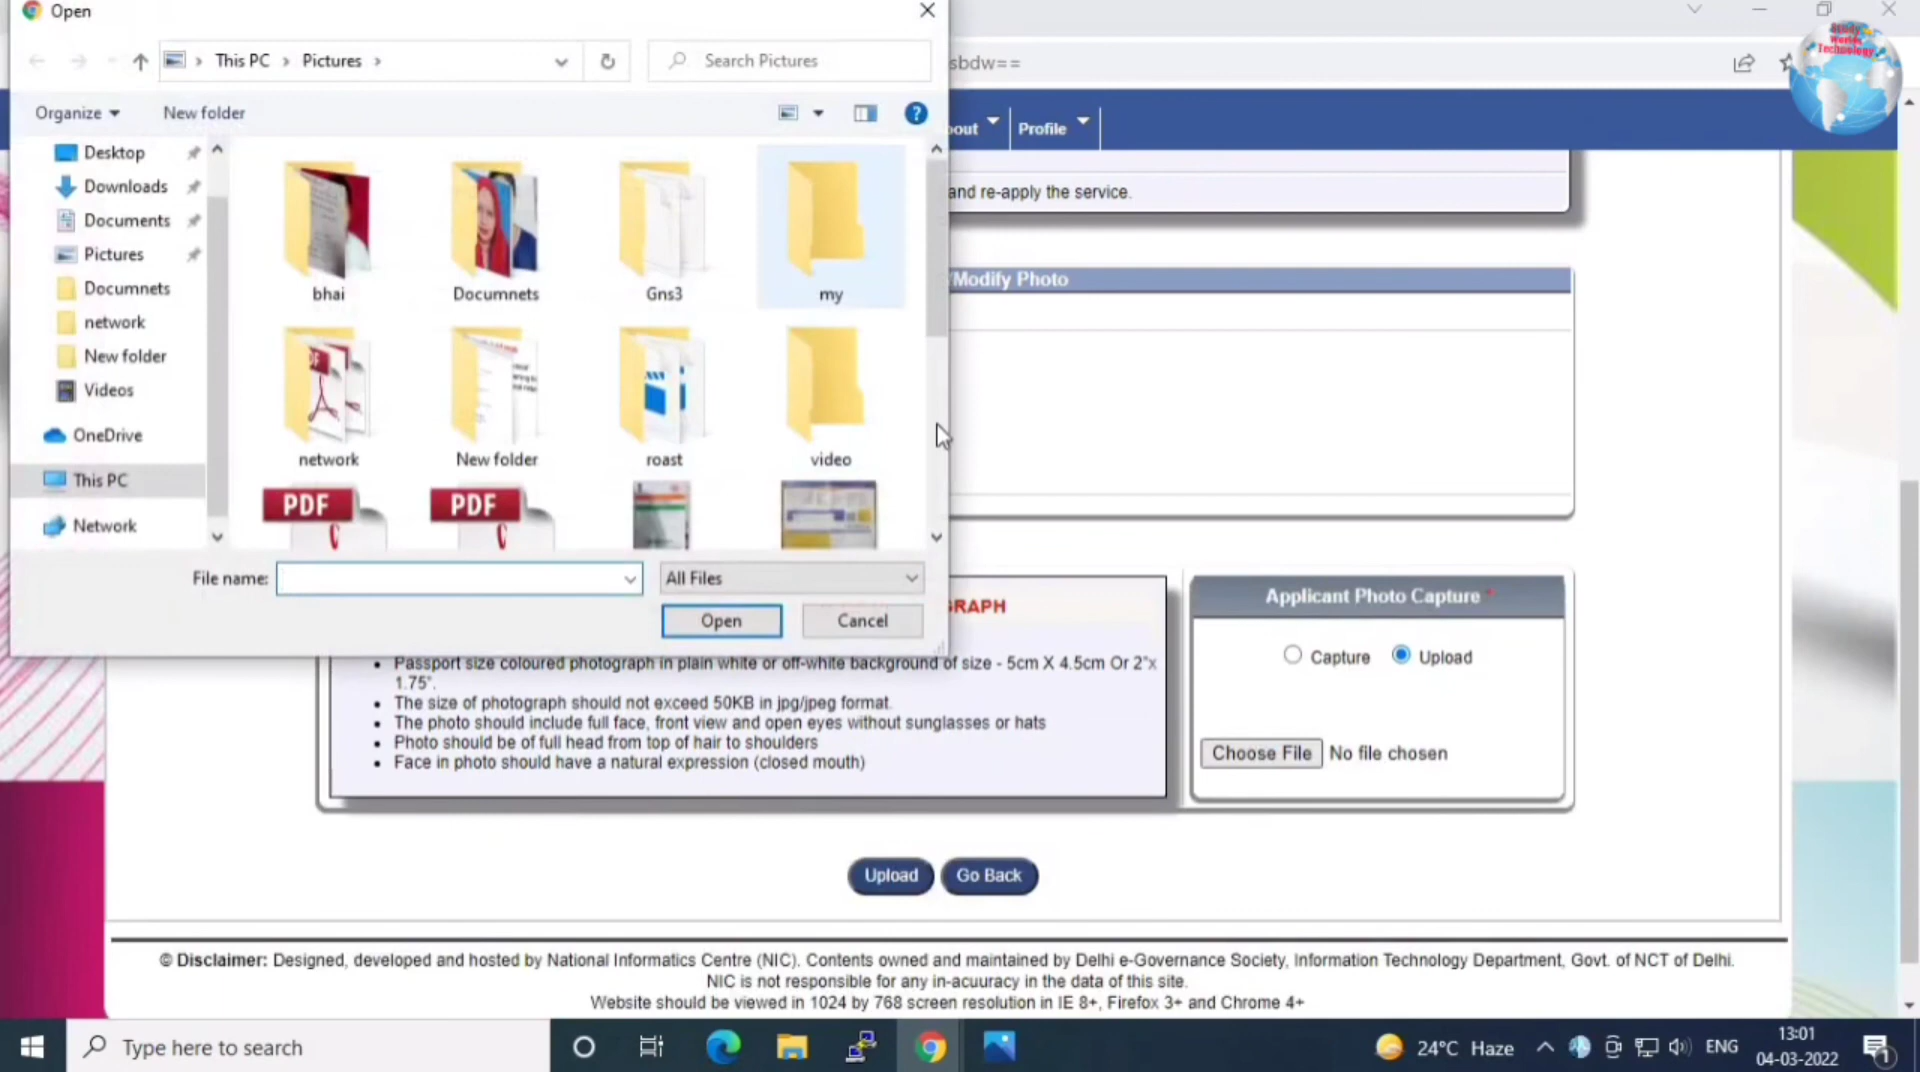 Open
This PC
Pictures
Search Pictures
sbdw==
Study
World
Technology
Organize
New folder
Profile
Desktop
Downloads
Documents
Pictures
Documnets
network
New folder
Videos
OneDrive
This PC
Network
bhai
Documnets
Gns3
my
network
New folder
roast
video
PDF
PDF
and re-apply the service.
/Modify Photo
File name:
All Files
Open
Cancel
GRAPH
Passport size coloured photograph in plain white or off-white background of size - 5cm X 4.5cm Or 2"x
1.75".
The size of photograph should not exceed 50KB in jpg/jpeg format.
The photo should include full face, front view and open eyes without sunglasses or hats
Photo should be of full head from top of hair to shoulders
Face in photo should have a natural expression (closed mouth)
Applicant Photo Capture *
Capture
Upload
Choose File No file chosen
Upload
Go Back
© Disclaimer: Designed, developed and hosted by National Informatics Centre (NIC). Contents owned and maintained by Delhi e-Governance Society, Information Technology Department, Govt. of NCT of Delhi.
NIC is not responsible for any in-acuuracy in the data of this site.
Website should be viewed in 1024 by 768 screen resolution in IE 8+, Firefox 3+ and Chrome 4+
Type here to search
24°C Haze
ENG
13:01
04-03-2022
1